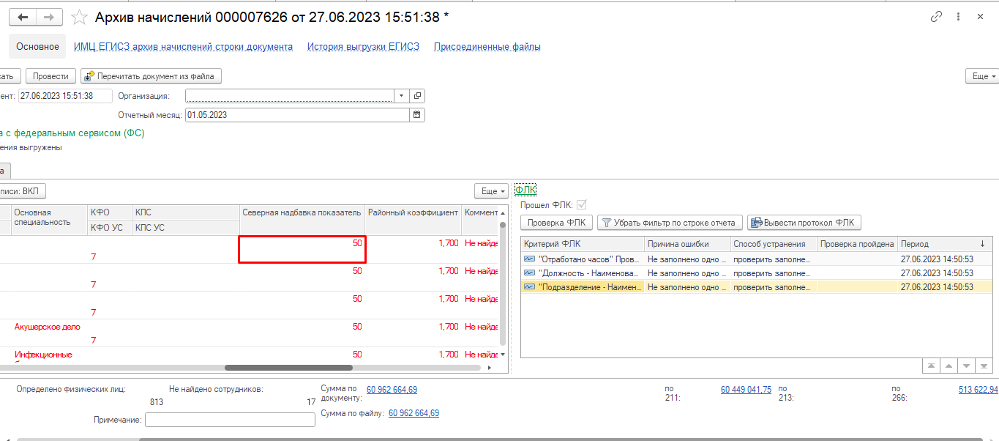 Архив начислений 000007626 от 27.06.2023 15:51:38 *
Основное ИМЦ ЕГИСЗ архив начислений строки документа История выгрузки ЕГИСЗ Присоединенные файлы
сать Провести Перечитать документ из файла Еще
ент: 27.06.2023 15:51:38 Организация:
Отчетный месяц: 01.05.2023
а с федеральным сервисом (ФС)
ения выгружены
а
писи: ВКЛ Еще
Основная специальность КФО КПС Северная надбавка показатель Районный коэффициент Коммент
КФО УС КПС УС
50 1,700 Не найде
7
50 1,700 Не найде
7
50 1,700 Не найде
7
Акушерское дело 50 1,700 Не найде
7
Инфекционные 50 1,700 Не найде
ФЛК
Прошел ФЛК:
Проверка ФЛК Убрать фильтр по строке отчета Вывести протокол ФЛК
Критерий ФЛК Причина ошибки Способ устранения Проверка пройдена Период
"Отработано часов" Пров... Не заполнено одно ... проверить заполне... 27.06.2023 14:50:53
"Должность - Наименова... Не заполнено одно ... проверить заполне... 27.06.2023 14:50:53
"Подразделение - Наимен... Не заполнено одно ... проверить заполне... 27.06.2023 14:50:53
Определено физических лиц: 813 Не найдено сотрудников: 17
Сумма по документу: 60 962 664,69 по 211: 60 449 041,75 по 213: по 266: 513 622,94
Сумма по файлу: 60 962 664,69
Примечание: